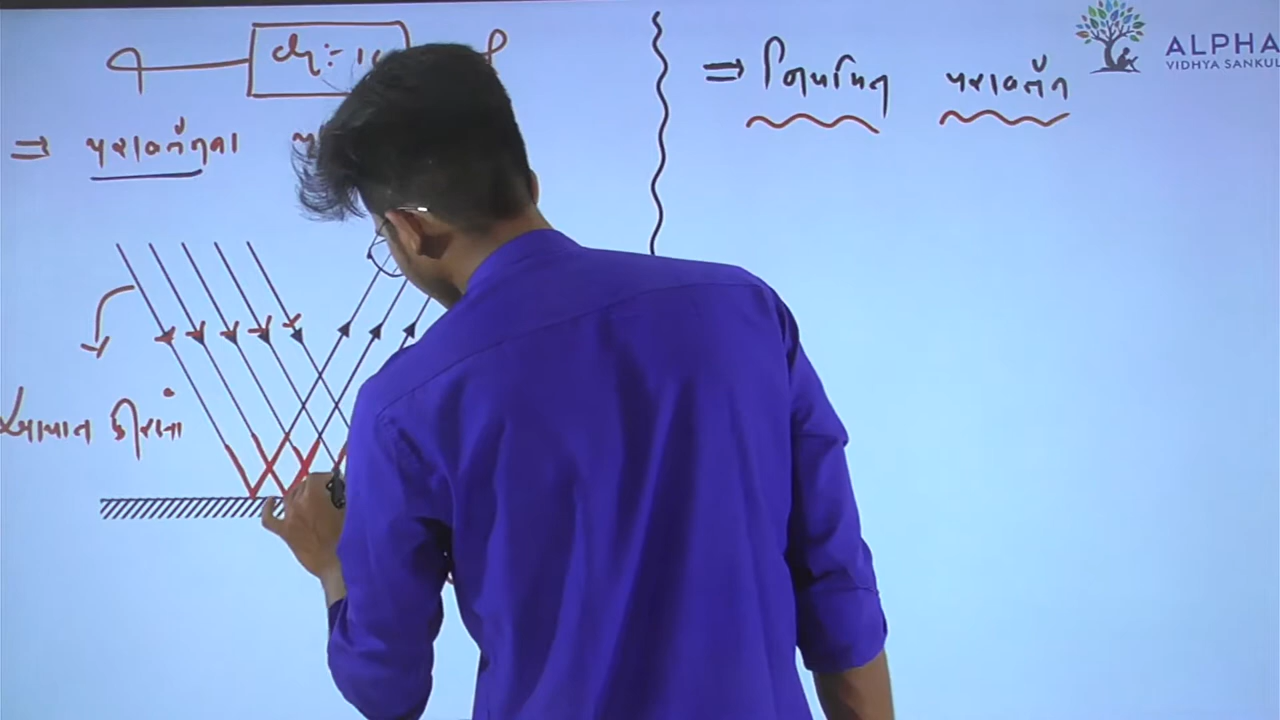 ⇒ પરાવર્તનના
આપાત કિરણો
⇒ નિયમિત પરાવર્તન
ALPHA
VIDHYA SANKUL